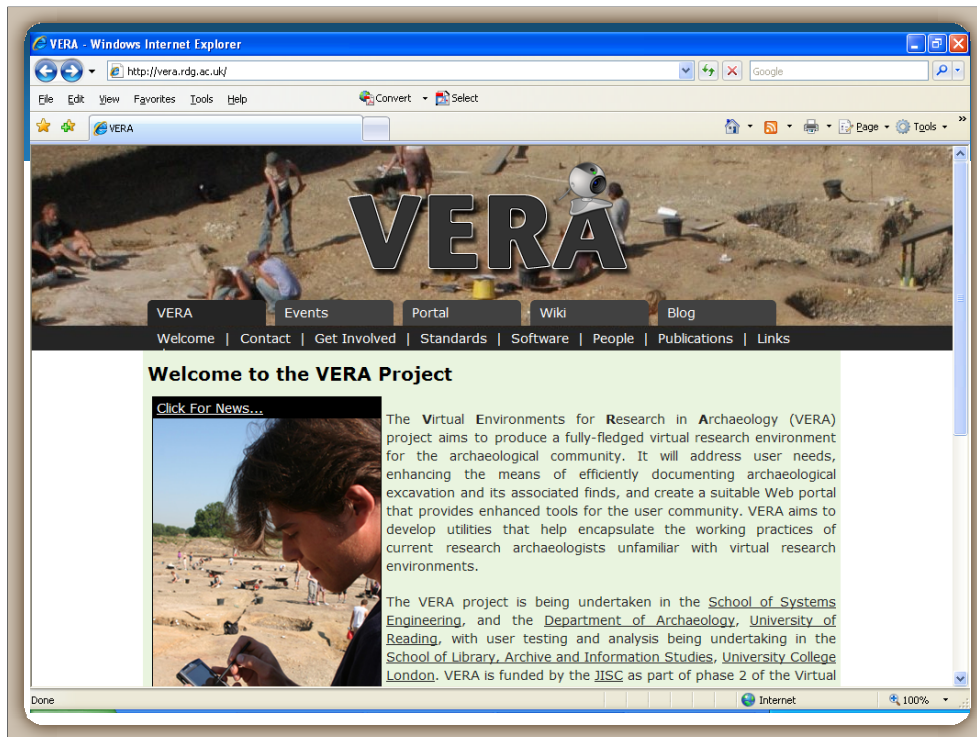 VERA - Windows Internet Explorer
http://vera.rdg.ac.uk/
Google
File Edit View Favorites Tools Help
Convert Select
VERA
Page Tools »
VERA
VERA Events Portal Wiki Blog
Welcome | Contact | Get Involved | Standards | Software | People | Publications | Links
Welcome to the VERA Project
Click For News...
The Virtual Environments for Research in Archaeology (VERA)
project aims to produce a fully-fledged virtual research environment
for the archaeological community. It will address user needs,
enhancing the means of efficiently documenting archaeological
excavation and its associated finds, and create a suitable Web portal
that provides enhanced tools for the user community. VERA aims to
develop utilities that help encapsulate the working practices of
current research archaeologists unfamiliar with virtual research
environments.
The VERA project is being undertaken in the School of Systems
Engineering, and the Department of Archaeology, University of
Reading, with user testing and analysis being undertaking in the
School of Library, Archive and Information Studies, University College
London. VERA is funded by the JISC as part of phase 2 of the Virtual
Done
Internet
100%